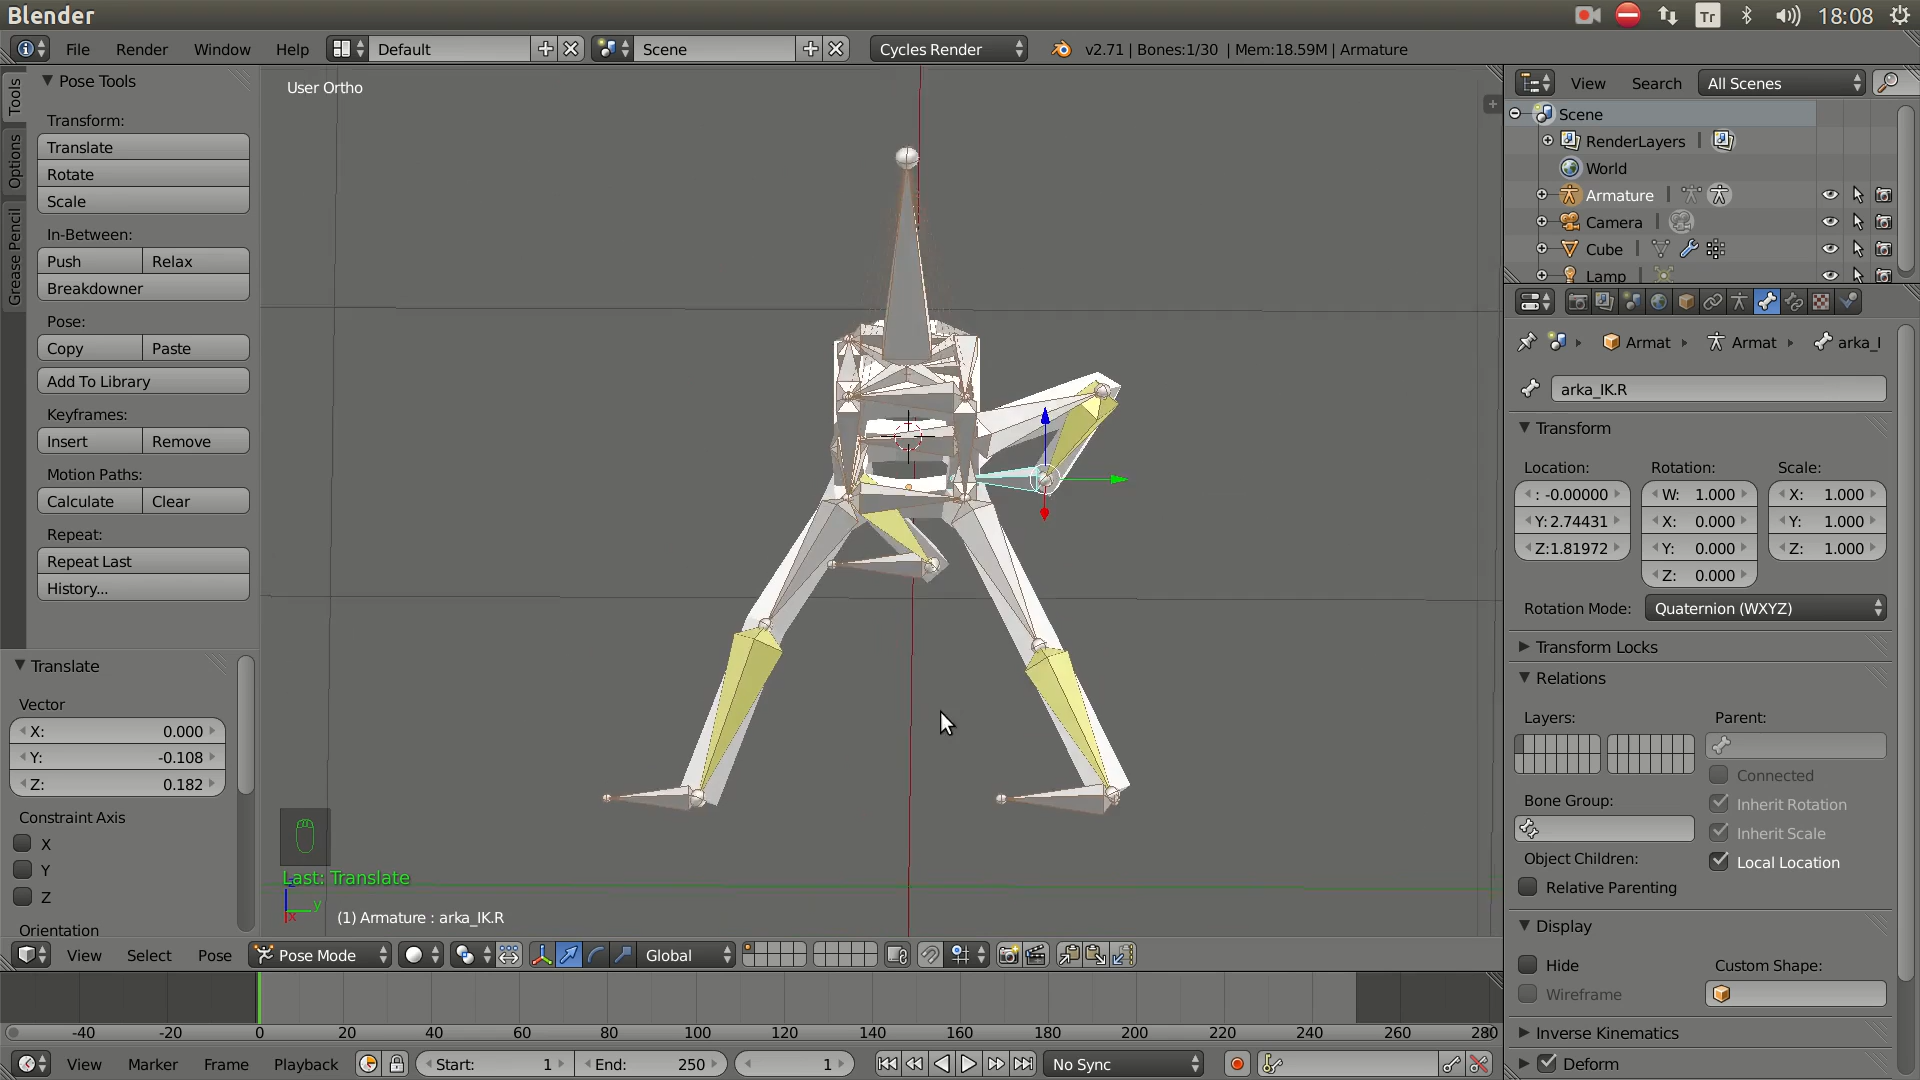 Blender
Tr
18:08
File
Render
Window
Help
Default
Scene
Cycles Render
v2.71 | Bones:1/30 | Mem:18.59M | Armature
Tools
Options
Grease Pencil
Pose Tools
Transform:
Translate
Rotate
Scale
In-Between:
Push
Relax
Breakdowner
Pose:
Copy
Paste
Add To Library
Keyframes:
Insert
Remove
Motion Paths:
Calculate
Clear
Repeat:
Repeat Last
History...
Translate
Vector
X: 0.000
Y: -0.108
Z: 0.182
Constraint Axis
X
Y
Z
Orientation
User Ortho
Last: Translate
y
x
(1) Armature : arka_IK.R
View
Select
Pose
Pose Mode
Global
-40 -20 0 20 40 60 80 100 120 140 160 180 200 220 240 260 280
View
Marker
Frame
Playback
Start: 1
End: 250
1
No Sync
View
Search
All Scenes
Scene
RenderLayers
World
Armature
Camera
Cube
Lamp
Armat
Armat
arka_I
arka_IK.R
Transform
Location:
Rotation:
Scale:
: -0.00000
Y: 2.74431
Z:1.81972
W: 1.000
X: 0.000
Y: 0.000
Z: 0.000
X: 1.000
Y: 1.000
Z: 1.000
Rotation Mode:
Quaternion (WXYZ)
Transform Locks
Relations
Layers:
Parent:
Connected
Bone Group:
Inherit Rotation
Inherit Scale
Object Children:
Local Location
Relative Parenting
Display
Hide
Custom Shape:
Wireframe
Inverse Kinematics
Deform